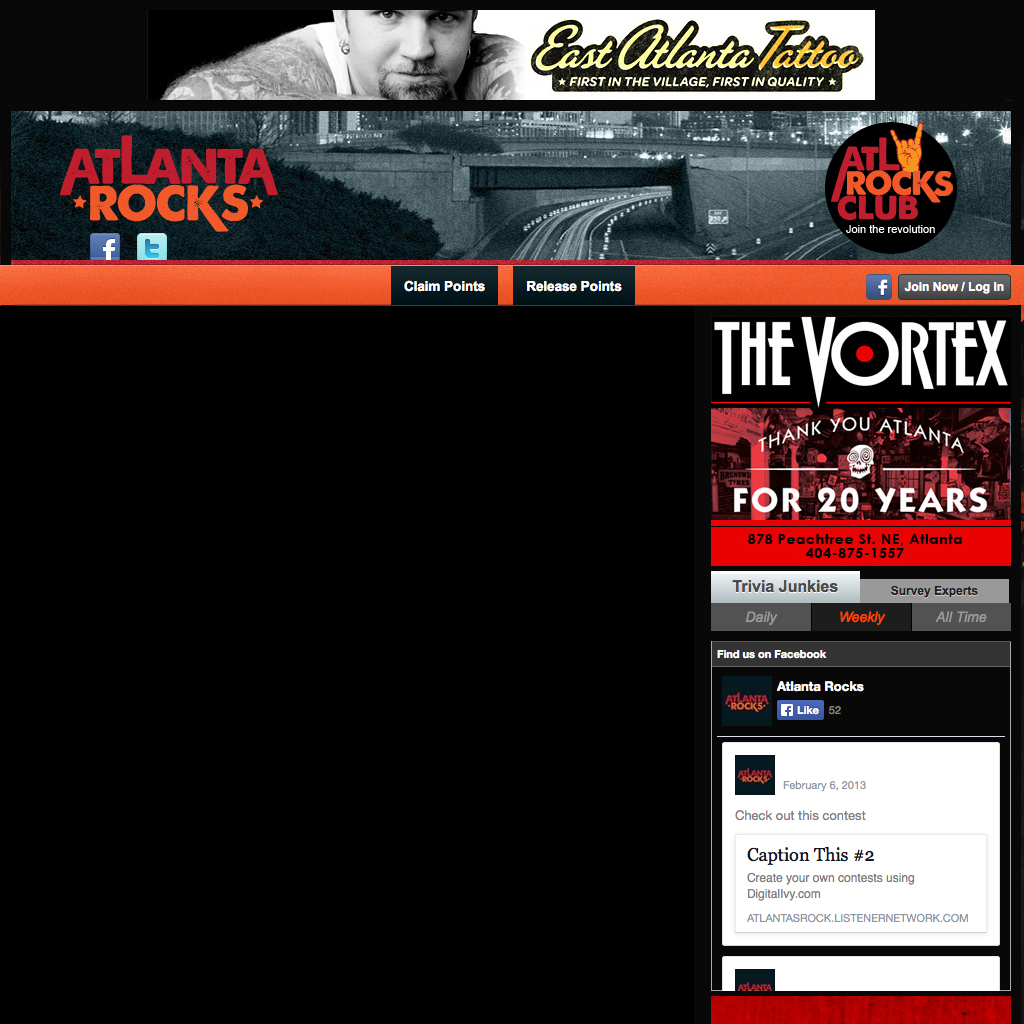 East Atlanta Tattoo
FIRST IN THE VILLAGE, FIRST IN QUALITY
ATLANTA
ROCKS
ATL
ROCKS
CLUB
Join the revolution
Claim Points
Release Points
Join Now / Log In
THE VORTEX
THANK YOU ATLANTA
FOR 20 YEARS
878 Peachtree St. NE, Atlanta
404-875-1557
Trivia Junkies
Survey Experts
Daily
Weekly
All Time
Find us on Facebook
ATLANTA
ROCKS
Atlanta Rocks
Like 52
ATLANTA
ROCKS
February 6, 2013
Check out this contest
Caption This #2
Create your own contests using
DigitalIvy.com
ATLANTASROCK.LISTENERNETWORK.COM
ATLANTA